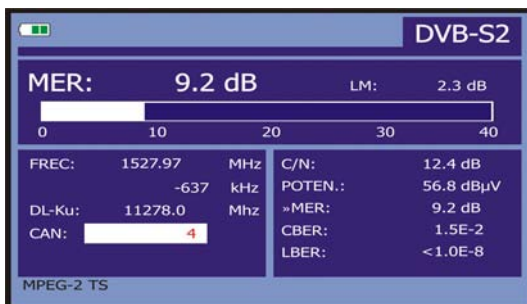 DVB-S2
MER: 9.2 dB LM: 2.3 dB
0 10 20 30 40
FREC: 1527.97 MHz
-637 kHz
DL-Ku: 11278.0 Mhz
CAN: 4
C/N: 12.4 dB
POTEN.: 56.8 dBµV
»MER: 9.2 dB
CBER: 1.5E-2
LBER: <1.0E-8
MPEG-2 TS